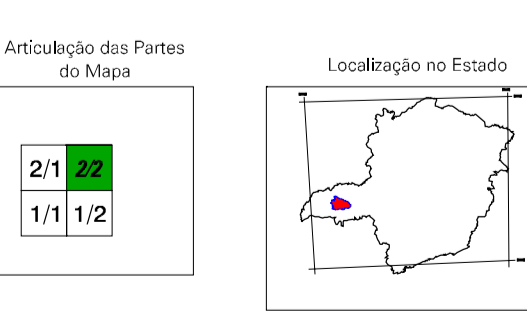 Articulação das Partes
do Mapa
2/1 2/2
1/1 1/2
Localização no Estado